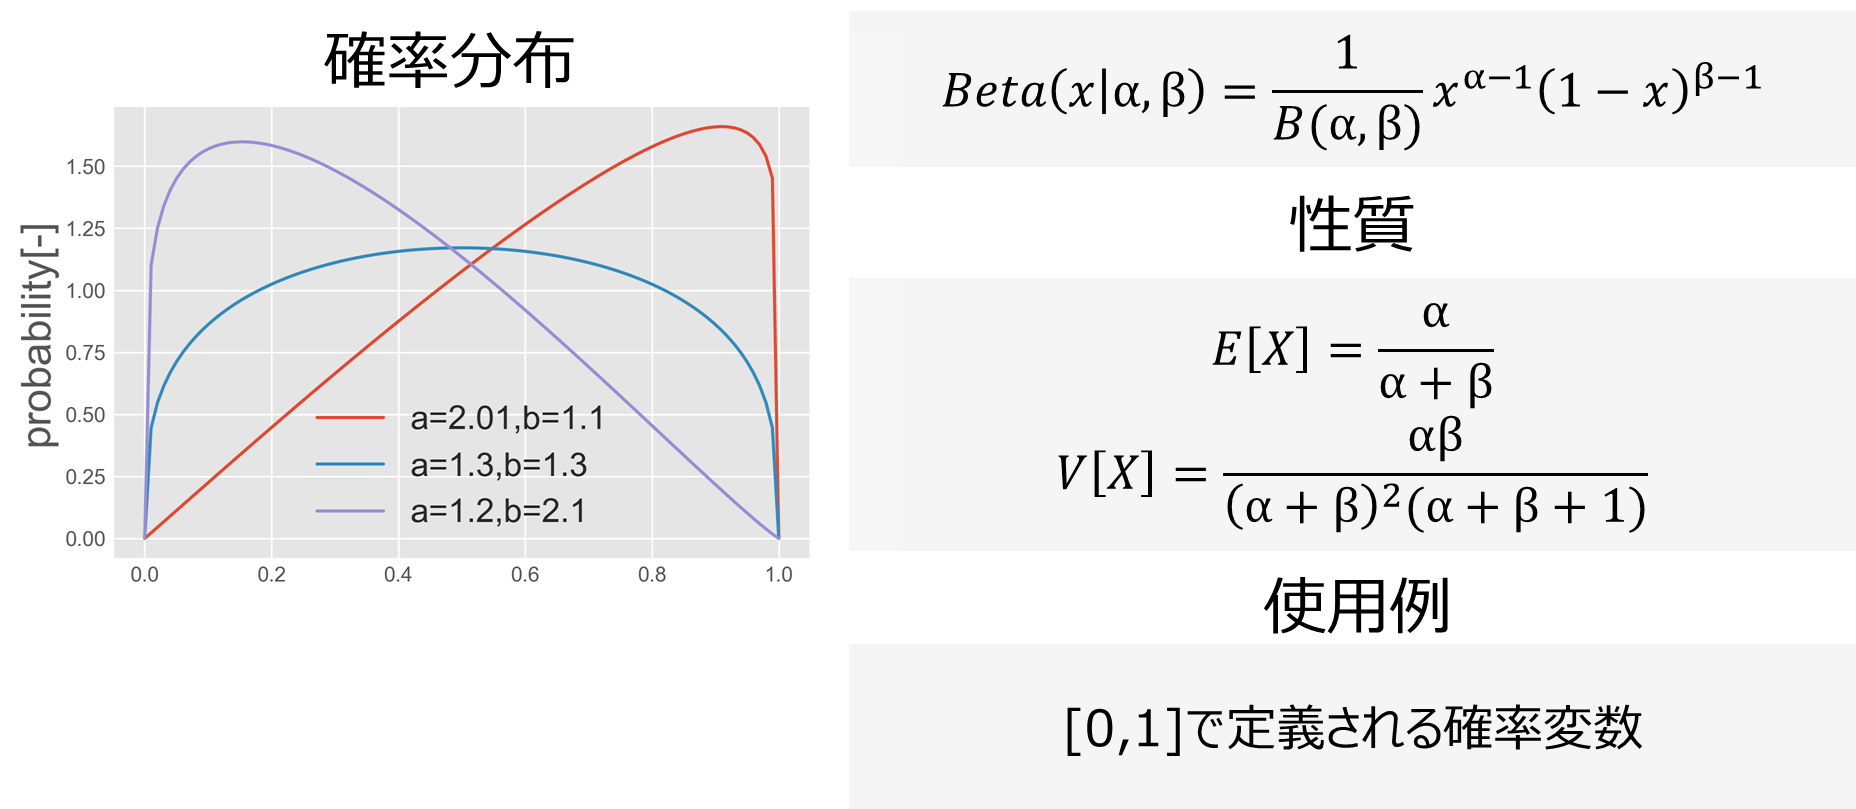 確率分布
probability[-]
1.50
1.25
1.00
0.75
0.50
0.25
0.00
0.0 0.2 0.4 0.6 0.8 1.0
a=2.01,b=1.1
a=1.3,b=1.3
a=1.2,b=2.1
Beta(x|α,β) = \frac{1}{B(α,β)} x^{α−1}(1 − x)^{β−1}
性質
E[X] = \frac{α}{α + β}
V[X] = \frac{αβ}{(α + β)^2(α + β + 1)}
使用例
[0,1]で定義される確率変数